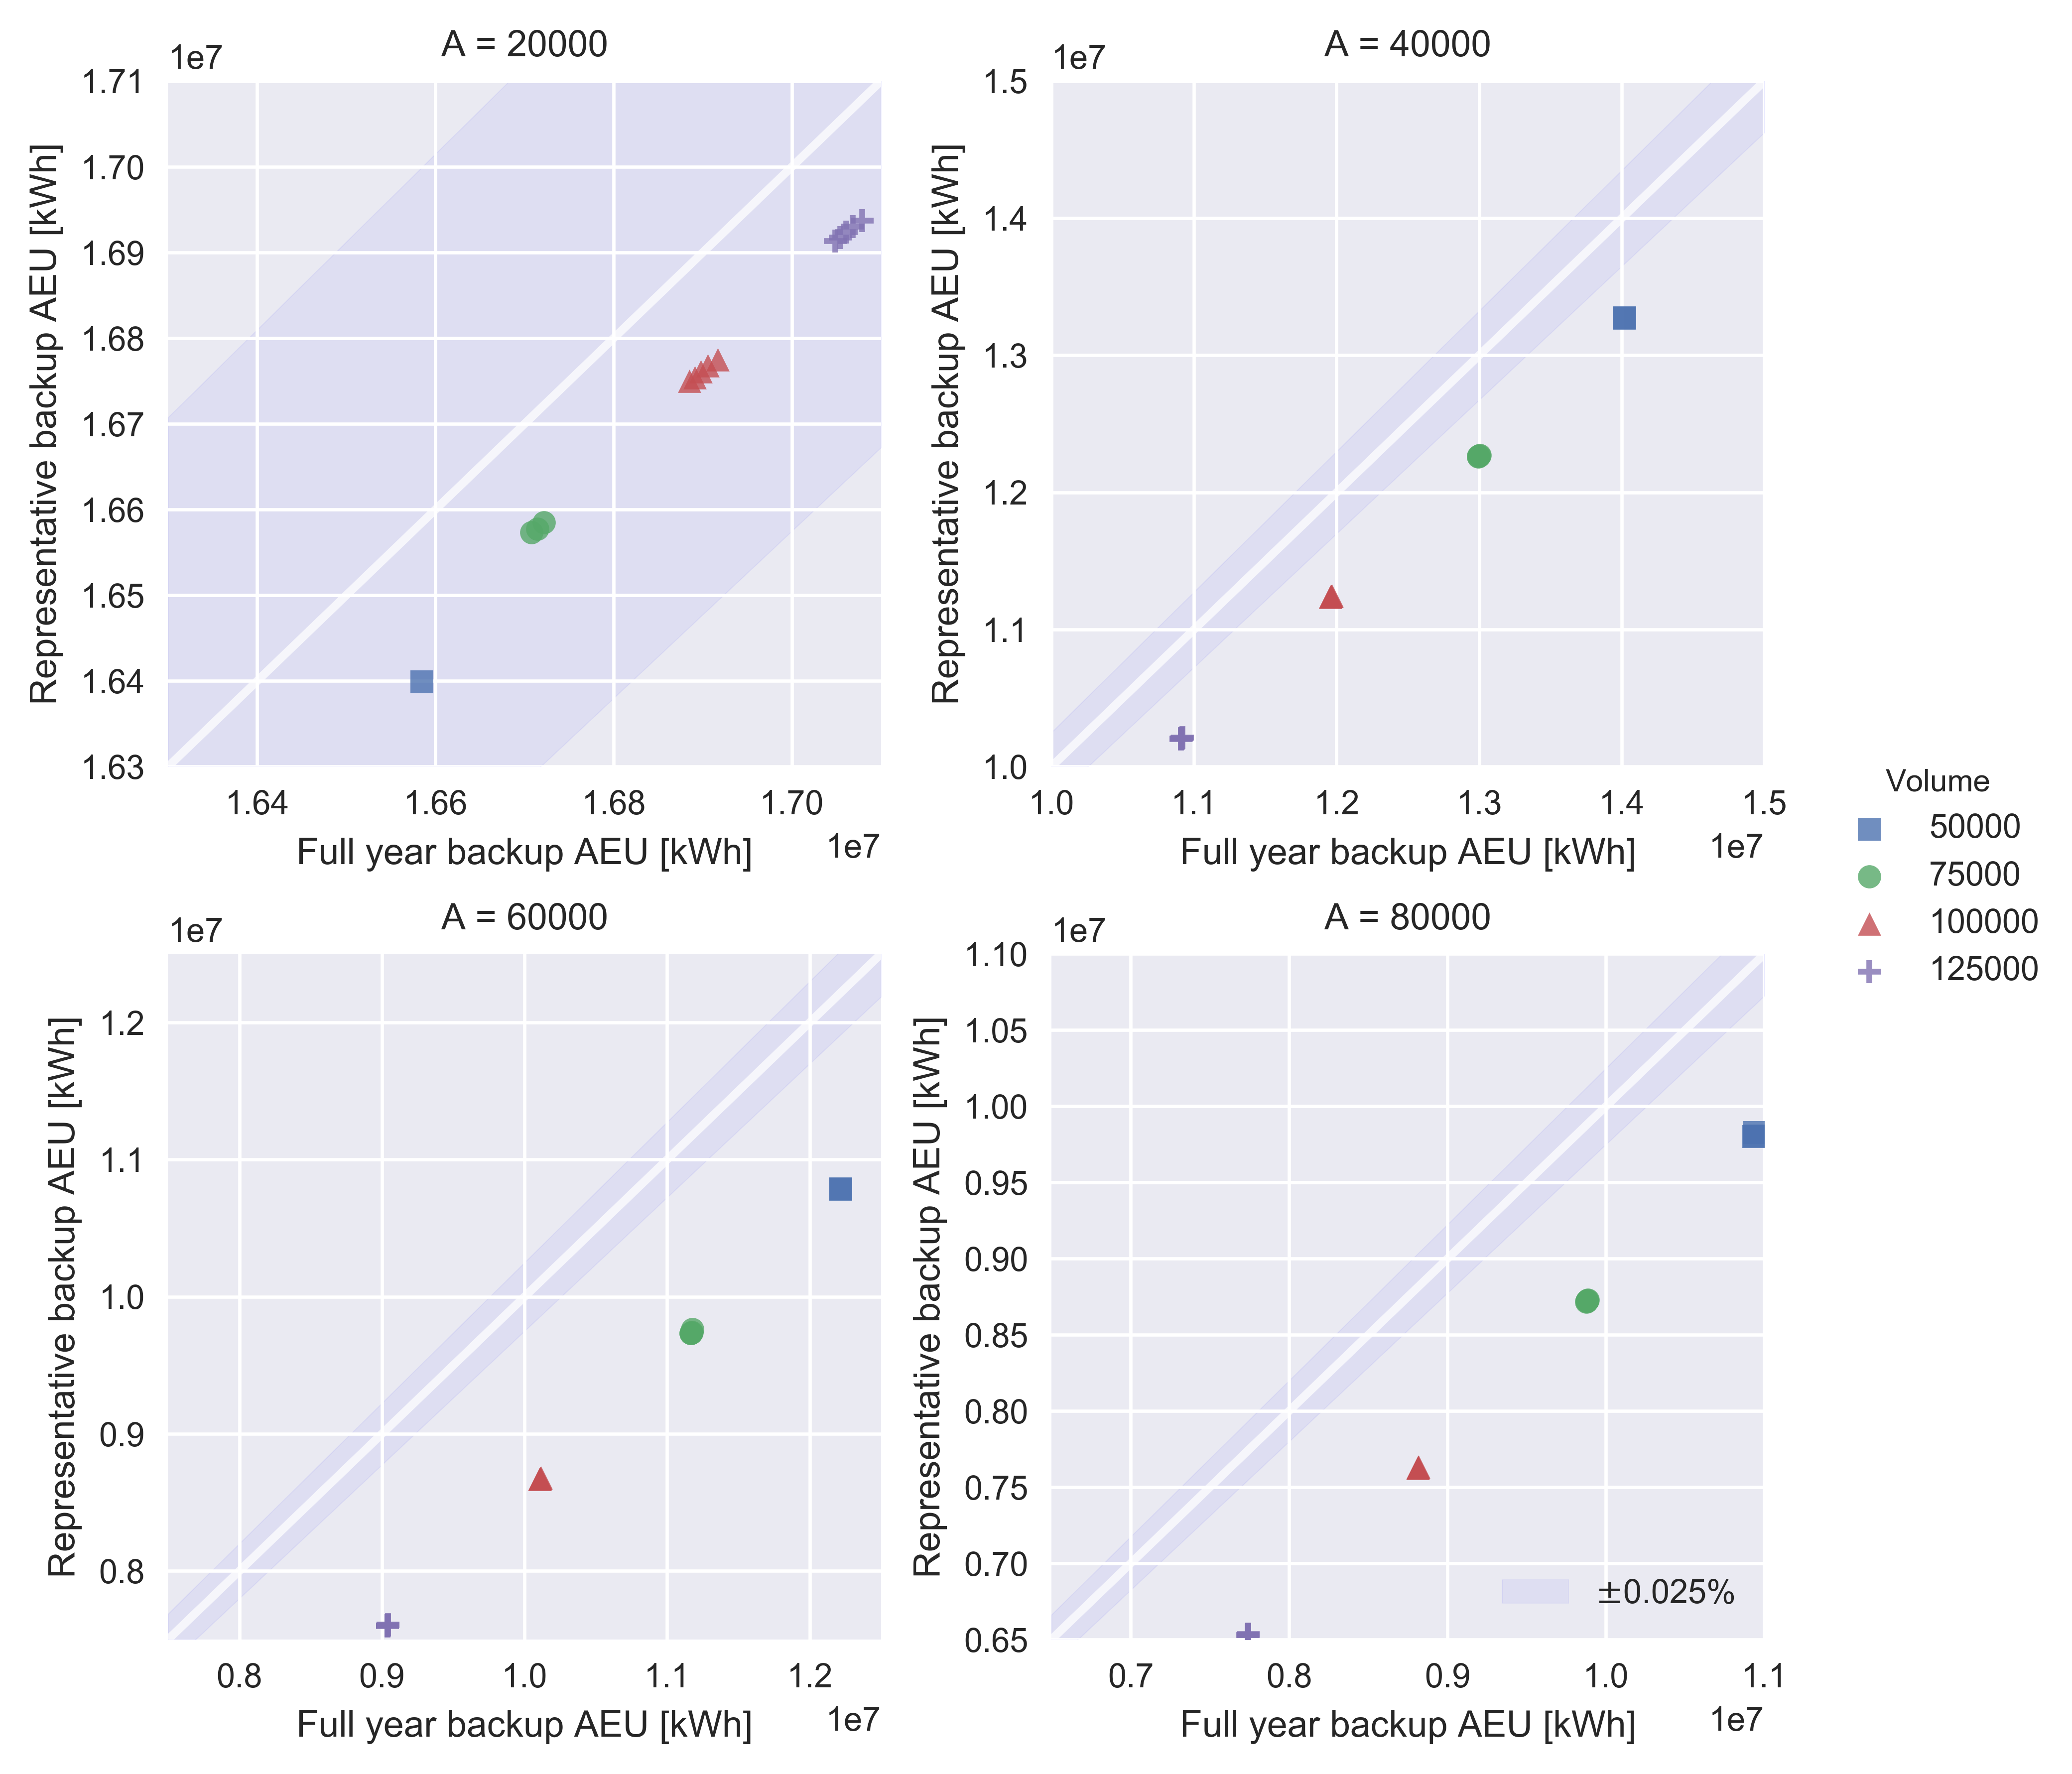 A = 20000
1e7
1.71
1.70
1.69
1.68
1.67
1.66
1.65
1.64
1.63
Representative backup AEU [kWh]
1.64 1.66 1.68 1.70
Full year backup AEU [kWh]
1e7
A = 40000
1e7
1.5
1.4
1.3
1.2
1.1
1.0
Representative backup AEU [kWh]
1.0 1.1 1.2 1.3 1.4 1.5
Full year backup AEU [kWh]
1e7
Volume
50000
75000
100000
125000
A = 60000
1e7
1.2
1.1
1.0
0.9
0.8
Representative backup AEU [kWh]
0.8 0.9 1.0 1.1 1.2
Full year backup AEU [kWh]
1e7
A = 80000
1e7
1.10
1.05
1.00
0.95
0.90
0.85
0.80
0.75
0.70
0.65
Representative backup AEU [kWh]
±0.025%
0.7 0.8 0.9 1.0 1.1
Full year backup AEU [kWh]
1e7